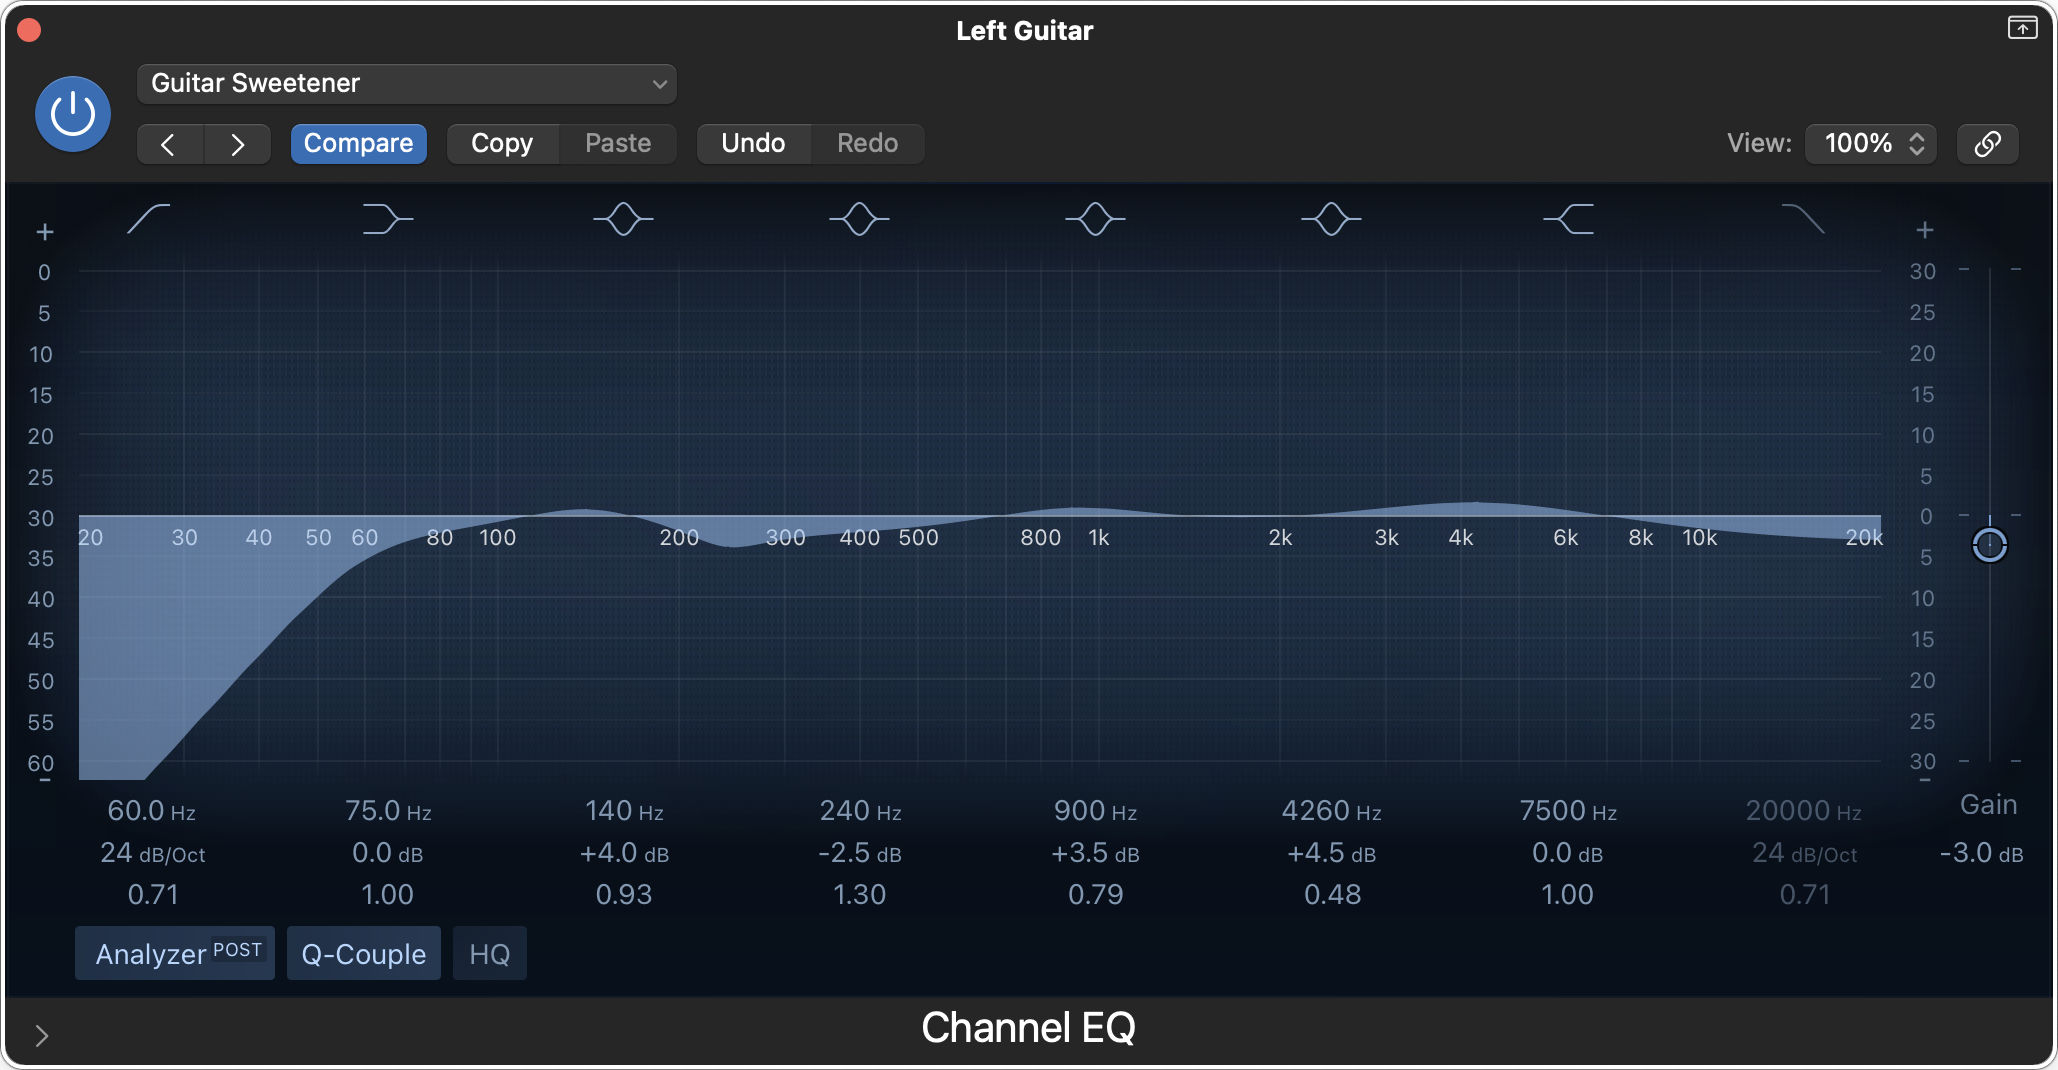 Left Guitar
Guitar Sweetener
Compare Copy Paste Undo Redo View: 100%
+ +
0 30
5 25
10 20
15 15
20 10
25 5
30 0
20 30 40 50 60 80 100 200 300 400 500 800 1k 2k 3k 4k 6k 8k 10k 20k
35 5
40 10
45 15
50 20
55 25
60 30
- -
60.0 Hz 75.0 Hz 140 Hz 240 Hz 900 Hz 4260 Hz 7500 Hz 20000 Hz Gain
24 dB/Oct 0.0 dB +4.0 dB -2.5 dB +3.5 dB +4.5 dB 0.0 dB 24 dB/Oct -3.0 dB
0.71 1.00 0.93 1.30 0.79 0.48 1.00 0.71
Analyzer POST Q-Couple HQ
Channel EQ